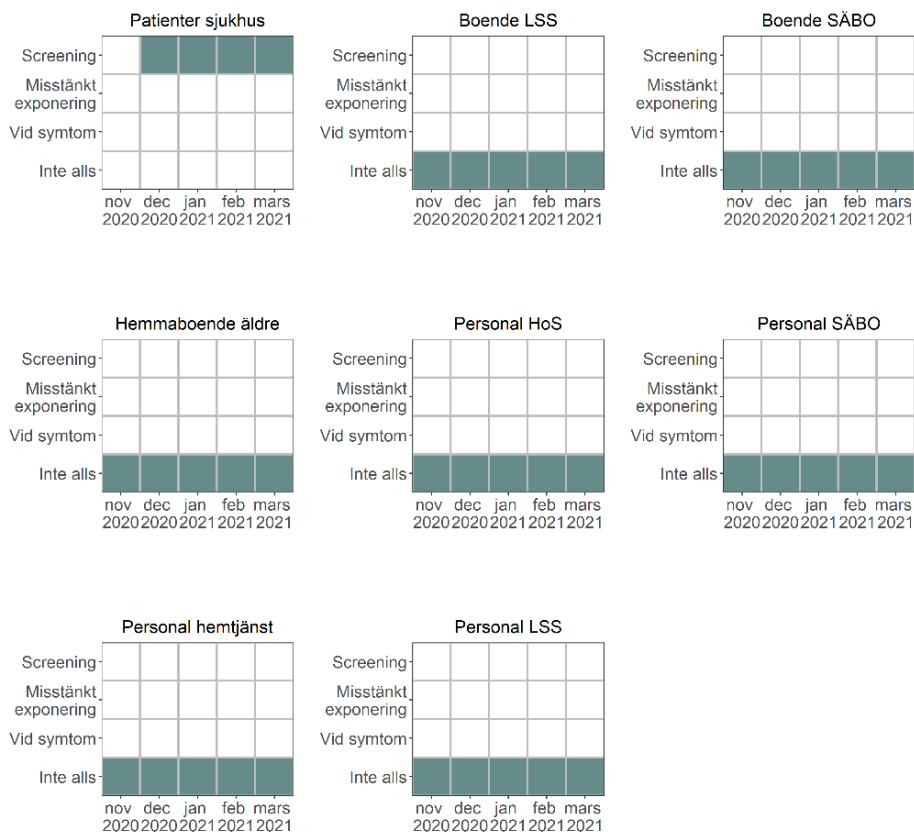 Patienter sjukhus
Screening
Misstänkt
exponering
Vid symtom
Inte alls
nov dec jan feb mars
2020 2020 2021 2021 2021
Boende LSS
Screening
Misstänkt
exponering
Vid symtom
Inte alls
nov dec jan feb mars
2020 2020 2021 2021 2021
Boende SÄBO
Screening
Misstänkt
exponering
Vid symtom
Inte alls
nov dec jan feb mars
2020 2020 2021 2021 2021
Hemmaboende äldre
Screening
Misstänkt
exponering
Vid symtom
Inte alls
nov dec jan feb mars
2020 2020 2021 2021 2021
Personal HoS
Screening
Misstänkt
exponering
Vid symtom
Inte alls
nov dec jan feb mars
2020 2020 2021 2021 2021
Personal SÄBO
Screening
Misstänkt
exponering
Vid symtom
Inte alls
nov dec jan feb mars
2020 2020 2021 2021 2021
Personal hemtjänst
Screening
Misstänkt
exponering
Vid symtom
Inte alls
nov dec jan feb mars
2020 2020 2021 2021 2021
Personal LSS
Screening
Misstänkt
exponering
Vid symtom
Inte alls
nov dec jan feb mars
2020 2020 2021 2021 2021